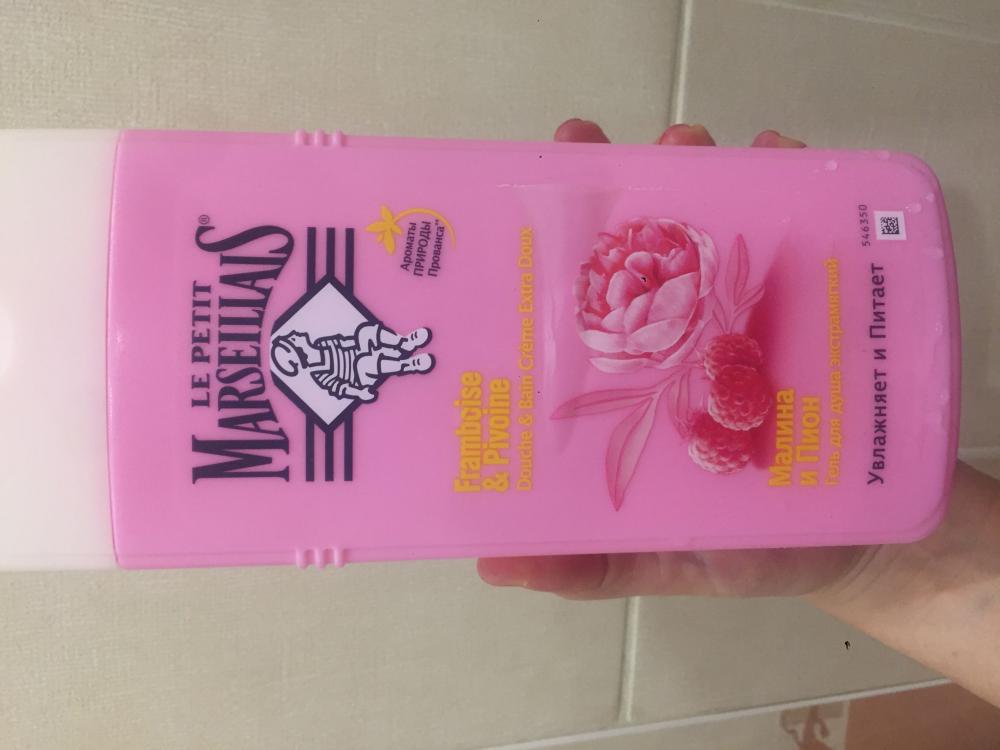 LE PETIT
MARSEILLAIS®
Ароматы
ПРИРОДЫ
Прованса**
Framboise
& Pivoine
Douche & Bain Crème Extra Doux
Малина
и Пион
Гель для душа экстрамягкий
Увлажняет и Питает
546350